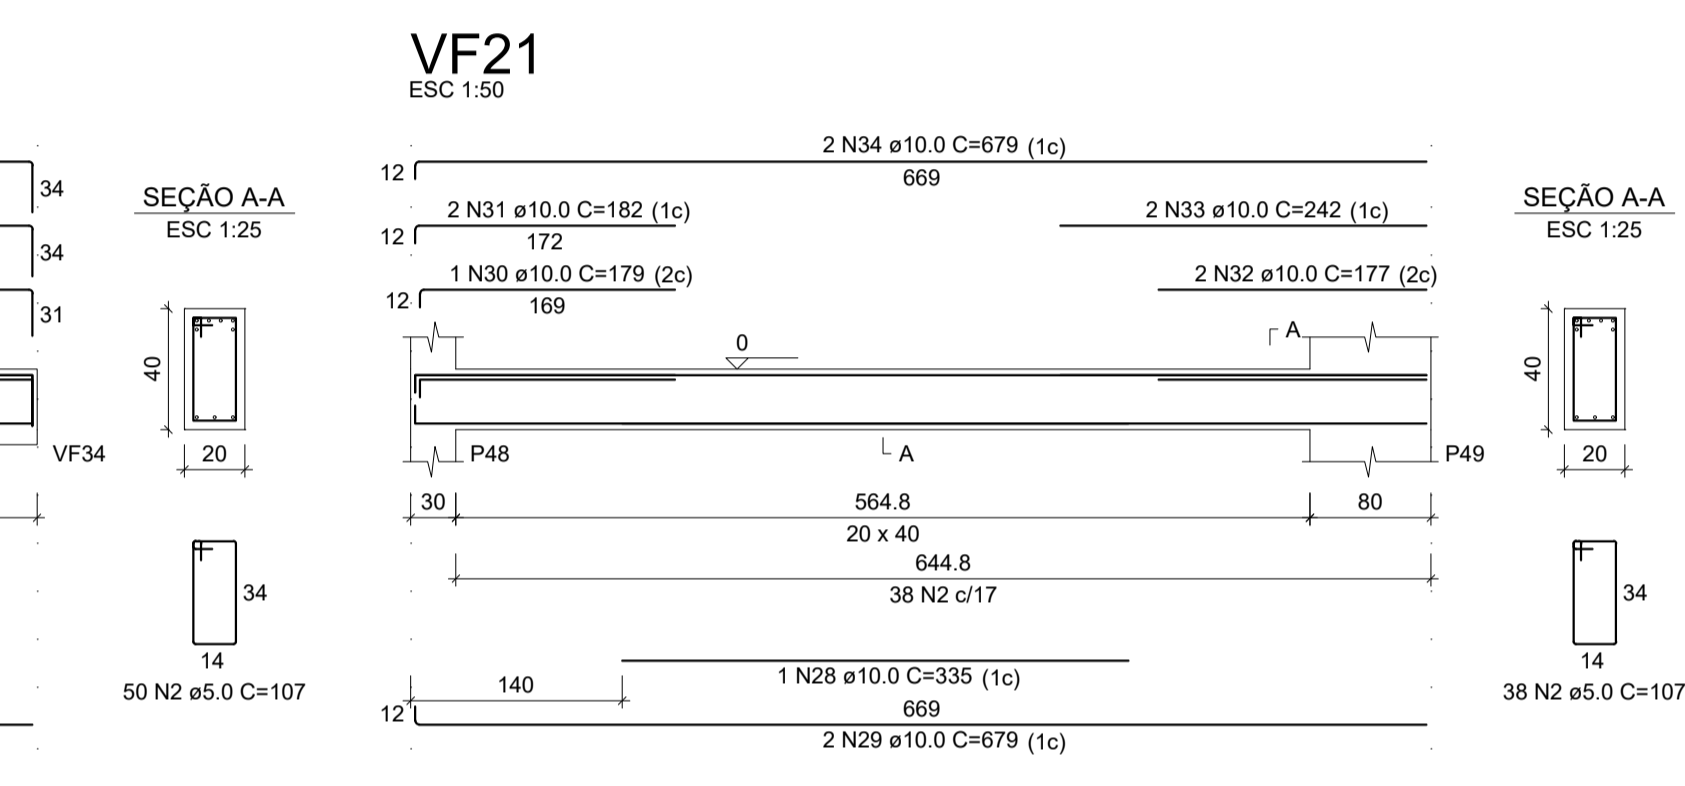 VF21
ESC 1:50
2 N34 ø10.0 C=679 (1c)
12
669
34
SEÇÃO A-A
ESC 1:25
2 N31 ø10.0 C=182 (1c)
12
172
2 N33 ø10.0 C=242 (1c)
SEÇÃO A-A
ESC 1:25
34
1 N30 ø10.0 C=179 (2c)
12
169
2 N32 ø10.0 C=177 (2c)
31
40
20
0
A
A
40
20
VF34
P48
P49
30
564.8
80
20 x 40
644.8
38 N2 c/17
34
14
50 N2 ø5.0 C=107
34
14
38 N2 ø5.0 C=107
140
1 N28 ø10.0 C=335 (1c)
12
669
2 N29 ø10.0 C=679 (1c)